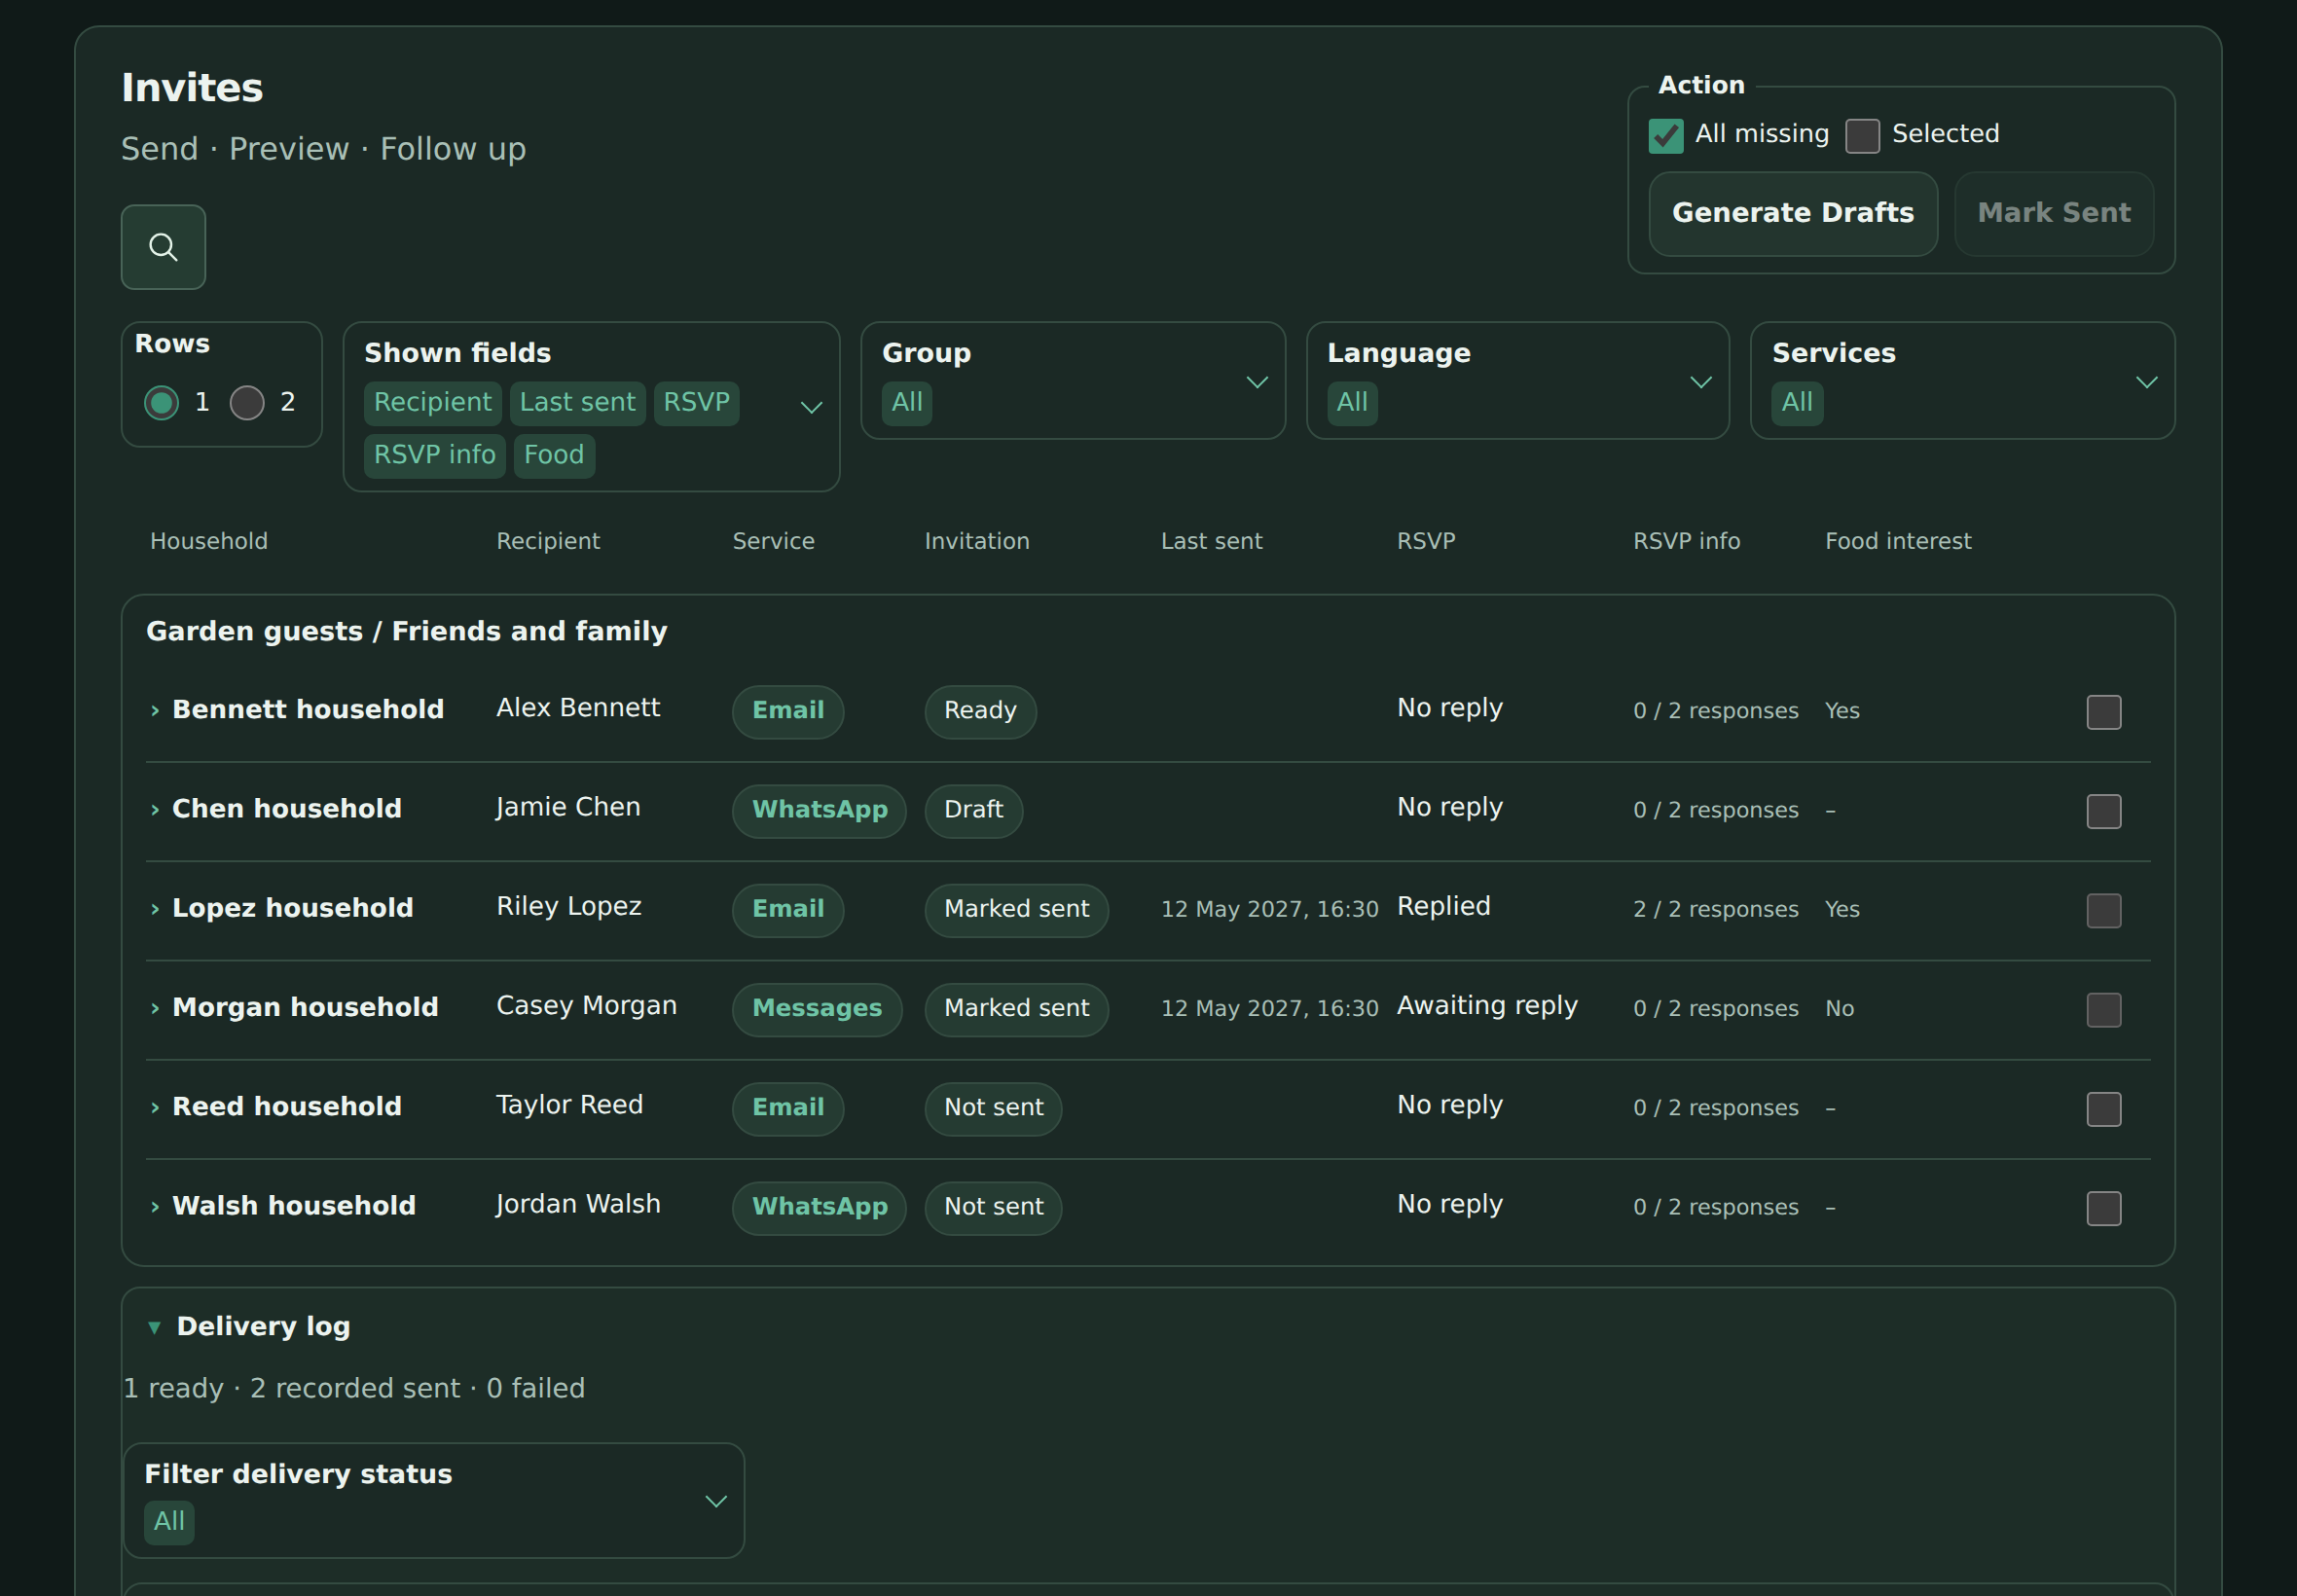 Invites
Send · Preview · Follow up
Action
All missing Selected
Generate Drafts Mark Sent
Rows
1 2
Shown fields
Recipient Last sent RSVP
RSVP info Food
Group
All
Language
All
Services
All
Household Recipient Service Invitation Last sent RSVP RSVP info Food interest
Garden guests / Friends and family
› Bennett household Alex Bennett Email Ready No reply 0 / 2 responses Yes
› Chen household Jamie Chen WhatsApp Draft No reply 0 / 2 responses –
› Lopez household Riley Lopez Email Marked sent 12 May 2027, 16:30 Replied 2 / 2 responses Yes
› Morgan household Casey Morgan Messages Marked sent 12 May 2027, 16:30 Awaiting reply 0 / 2 responses No
› Reed household Taylor Reed Email Not sent No reply 0 / 2 responses –
› Walsh household Jordan Walsh WhatsApp Not sent No reply 0 / 2 responses –
▾ Delivery log
1 ready · 2 recorded sent · 0 failed
Filter delivery status
All